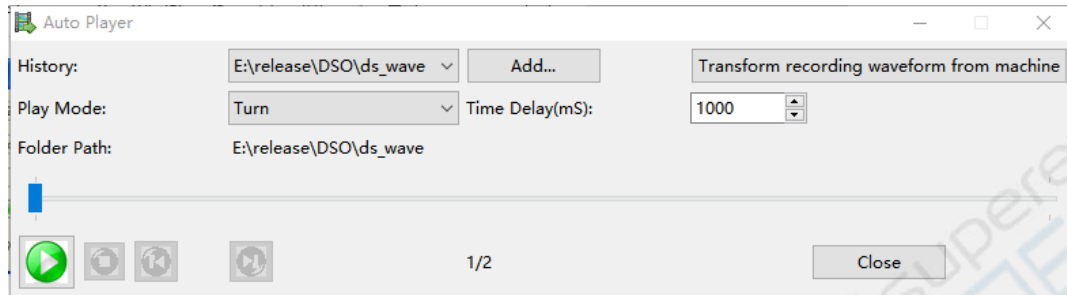 Auto Player
History: E:\release\DSO\ds_wave Add... Transform recording waveform from machine
Play Mode: Turn Time Delay(mS): 1000
Folder Path: E:\release\DSO\ds_wave
1/2 Close